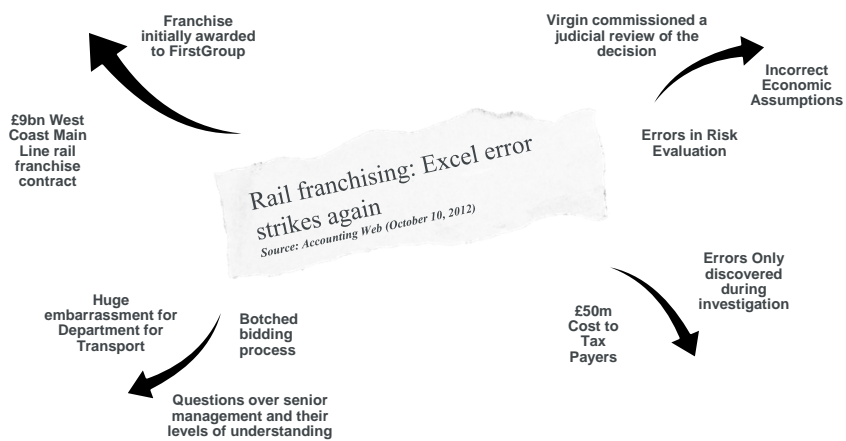 Franchise
initially awarded
to FirstGroup
£9bn West
Coast Main
Line rail
franchise
contract
Virgin commissioned a
judicial review of the
decision
Incorrect
Economic
Assumptions
Errors in Risk
Evaluation
Rail franchising: Excel error
strikes again
Source: Accounting Web (October 10, 2012)
Huge
embarrassment for
Department for
Transport
Botched
bidding
process
Questions over senior
management and their
levels of understanding
£50m
Cost to
Tax
Payers
Errors Only
discovered
during
investigation